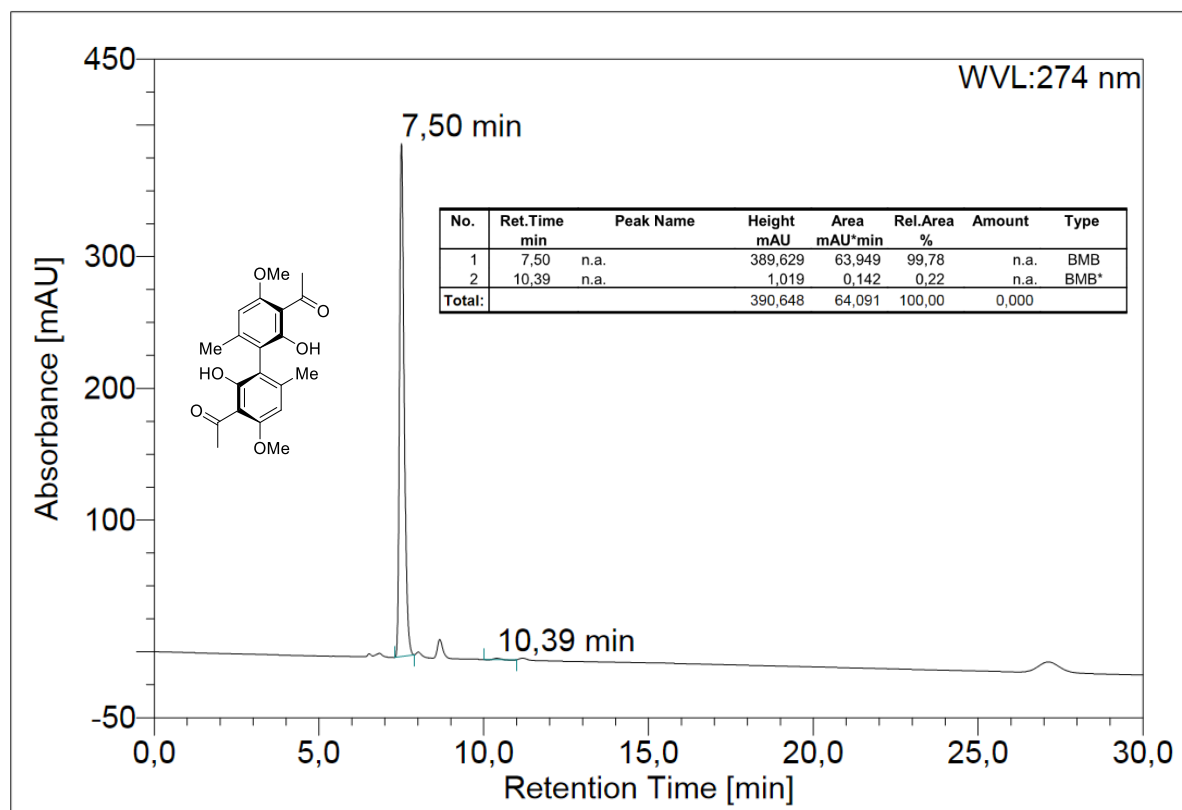 WVL:274 nm
7,50 min
No. Ret.Time Peak Name Height Area Rel.Area Amount Type
min mAU mAU*min %
1 7,50 n.a. 389,629 63,949 99,78 n.a. BMB
2 10,39 n.a. 1,019 0,142 0,22 n.a. BMB*
Total: 390,648 64,091 100,00 0,000
OMe
O
Me
OH
HO
Me
O
OMe
10,39 min
450
300
200
100
-50
Absorbance [mAU]
0,0 5,0 10,0 15,0 20,0 25,0 30,0
Retention Time [min]